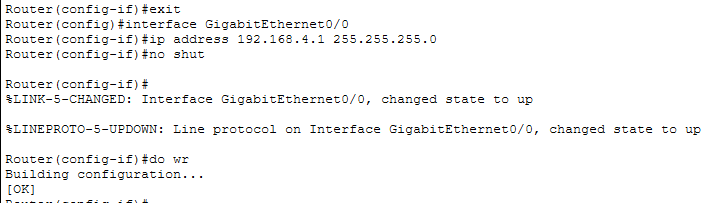 Router(config-if)#exit
Router(config)#interface GigabitEthernet0/0
Router(config-if)#ip address 192.168.4.1 255.255.255.0
Router(config-if)#no shut
Router(config-if)#
%LINK-5-CHANGED: Interface GigabitEthernet0/0, changed state to up
%LINEPROTO-5-UPDOWN: Line protocol on Interface GigabitEthernet0/0, changed state to up
Router(config-if)#do wr
Building configuration...
[OK]
Router(config-if)#